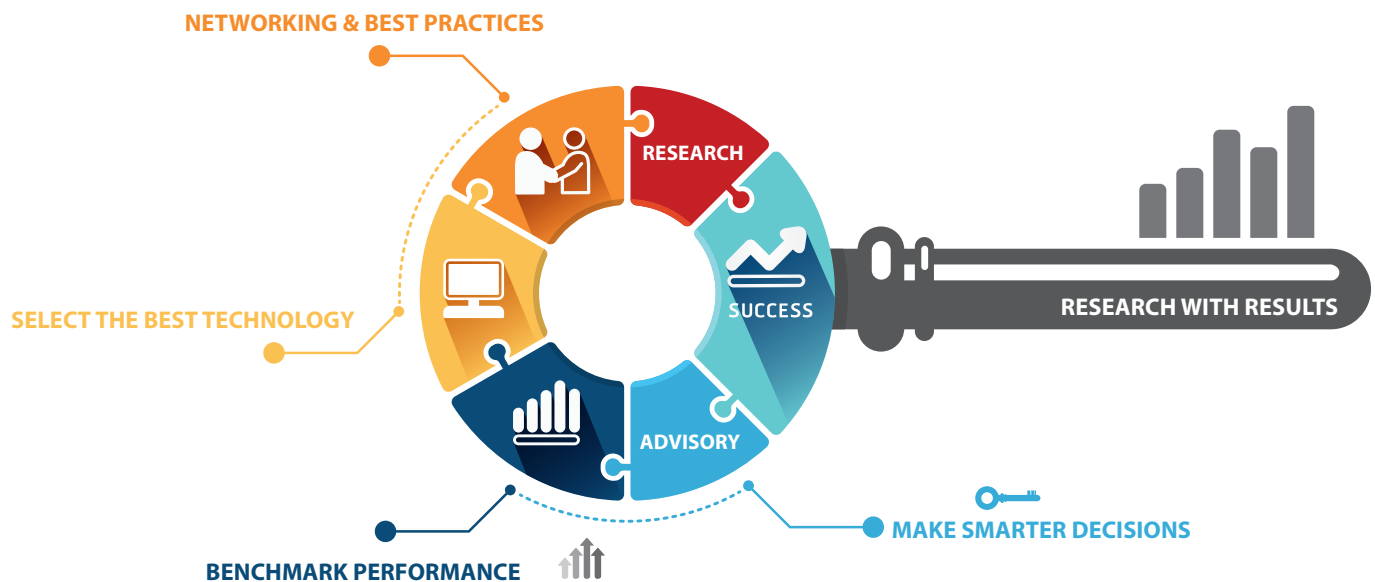 NETWORKING & BEST PRACTICES
RESEARCH
SUCCESS
RESEARCH WITH RESULTS
SELECT THE BEST TECHNOLOGY
ADVISORY
MAKE SMARTER DECISIONS
BENCHMARK PERFORMANCE